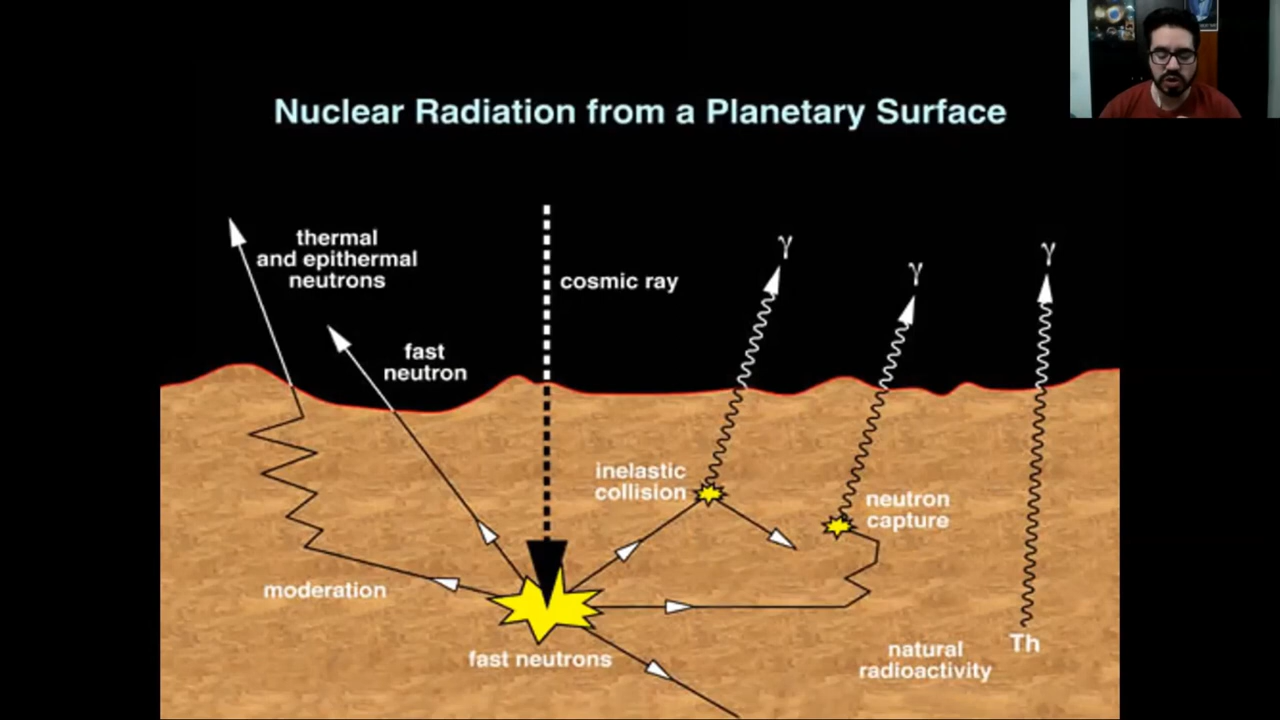 Nuclear Radiation from a Planetary Surface
thermal
and epithermal
neutrons
cosmic ray
γ
γ
γ
fast
neutron
inelastic
collision
neutron
capture
moderation
fast neutrons
natural
radioactivity
Th